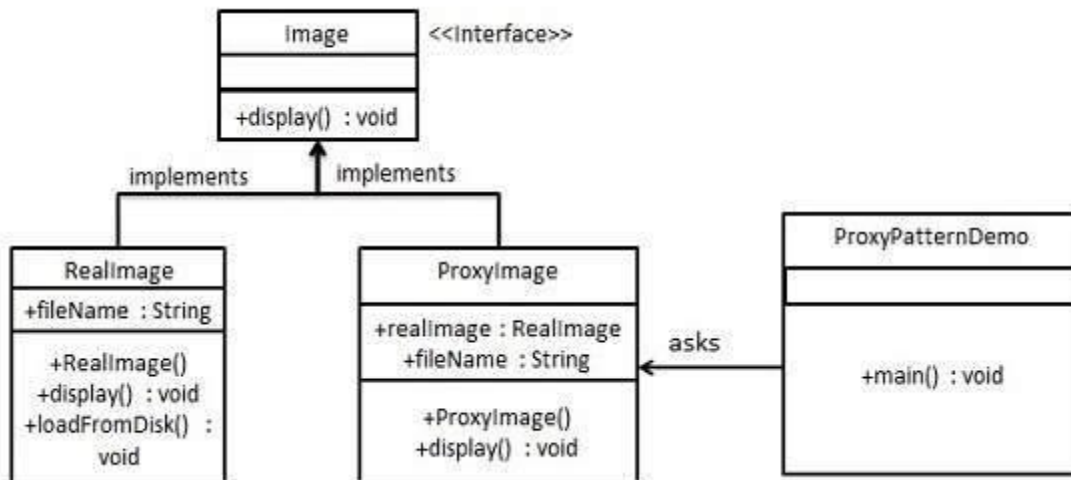 Image
<<Interface>>
+display() : void
implements
implements
RealImage
+fileName : String
+RealImage()
+display() : void
+loadFromDisk() :
void
ProxyImage
+realImage : RealImage
+fileName : String
+ProxyImage()
+display() : void
asks
ProxyPatternDemo
+main() : void